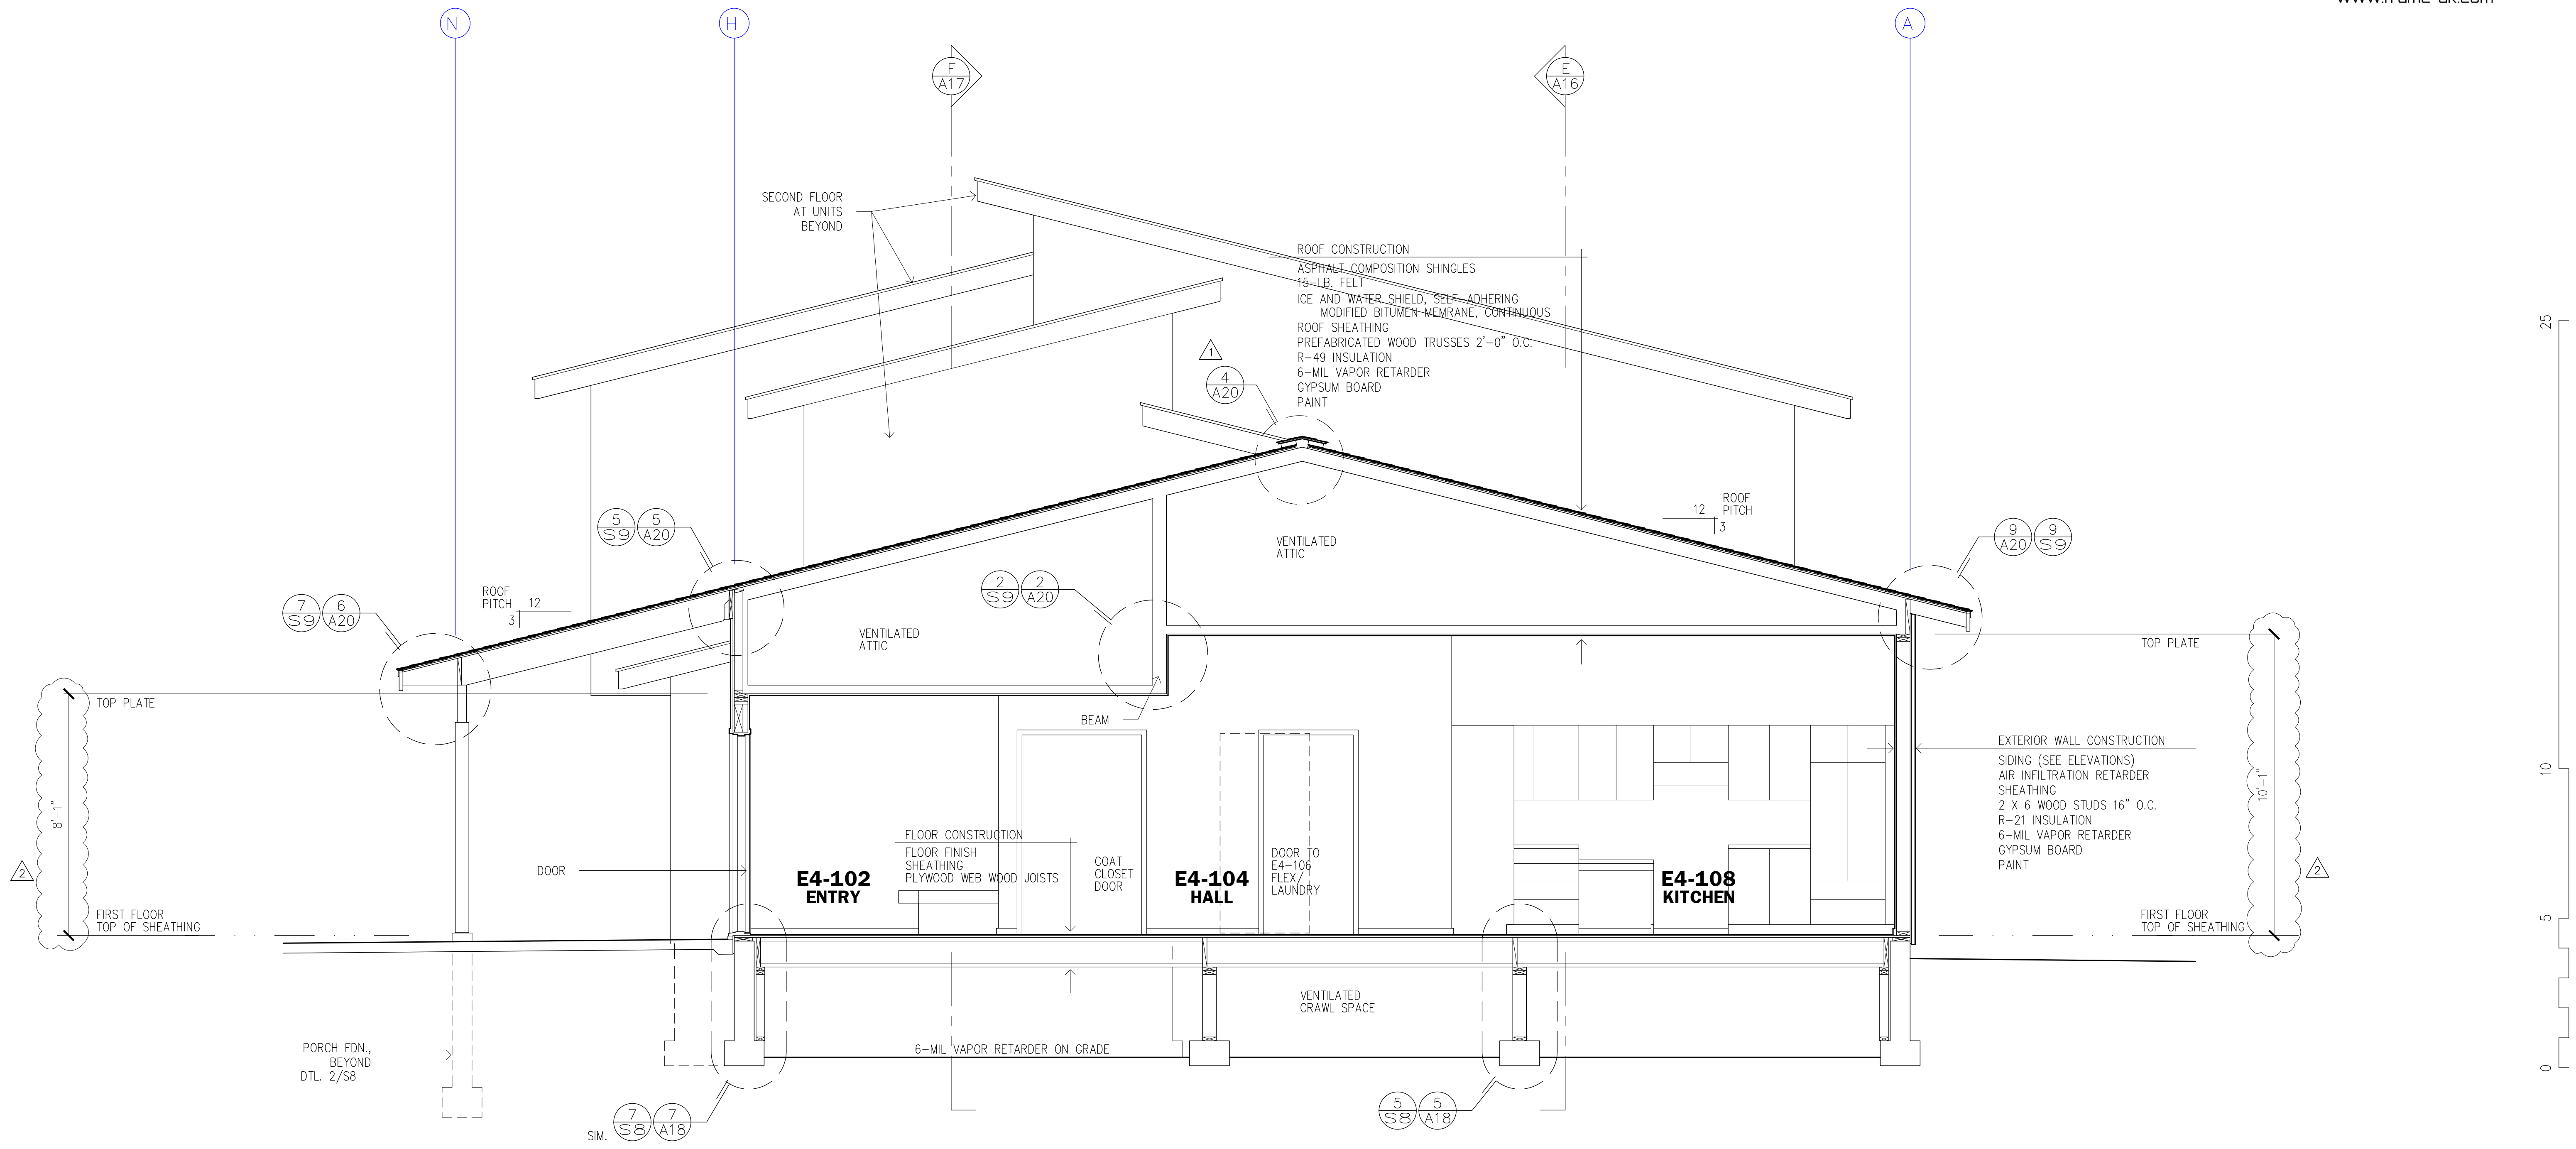 N
H
A
F
A17
E
A16
SECOND FLOOR
AT UNITS
BEYOND
ROOF CONSTRUCTION
ASPHALT COMPOSITION SHINGLES
15-LB. FELT
ICE AND WATER SHIELD, SELF-ADHERING
MODIFIED BITUMEN MEMRANE, CONTINUOUS
ROOF SHEATHING
PREFABRICATED WOOD TRUSSES 2'-0" O.C.
R-49 INSULATION
6-MIL VAPOR RETARDER
GYPSUM BOARD
PAINT
1
4
A20
25
ROOF
PITCH
12
3
5
S9
5
A20
VENTILATED
ATTIC
9
A20
9
S9
2
S9
2
A20
ROOF
PITCH
12
3
7
S9
6
A20
VENTILATED
ATTIC
TOP PLATE
TOP PLATE
BEAM
EXTERIOR WALL CONSTRUCTION
SIDING (SEE ELEVATIONS)
AIR INFILTRATION RETARDER
SHEATHING
2 X 6 WOOD STUDS 16" O.C.
R-21 INSULATION
6-MIL VAPOR RETARDER
GYPSUM BOARD
PAINT
10'-1"
10
8'-1"
FLOOR CONSTRUCTION
FLOOR FINISH
SHEATHING
PLYWOOD WEB WOOD JOISTS
COAT
CLOSET
DOOR
DOOR TO
E4-106
FLEX/
LAUNDRY
DOOR
E4-102
ENTRY
E4-104
HALL
E4-108
KITCHEN
2
2
FIRST FLOOR
TOP OF SHEATHING
FIRST FLOOR
TOP OF SHEATHING
5
VENTILATED
CRAWL SPACE
6-MIL VAPOR RETARDER ON GRADE
PORCH FDN.,
BEYOND
DTL. 2/S8
0
SIM.
7
S8
7
A18
5
S8
5
A18